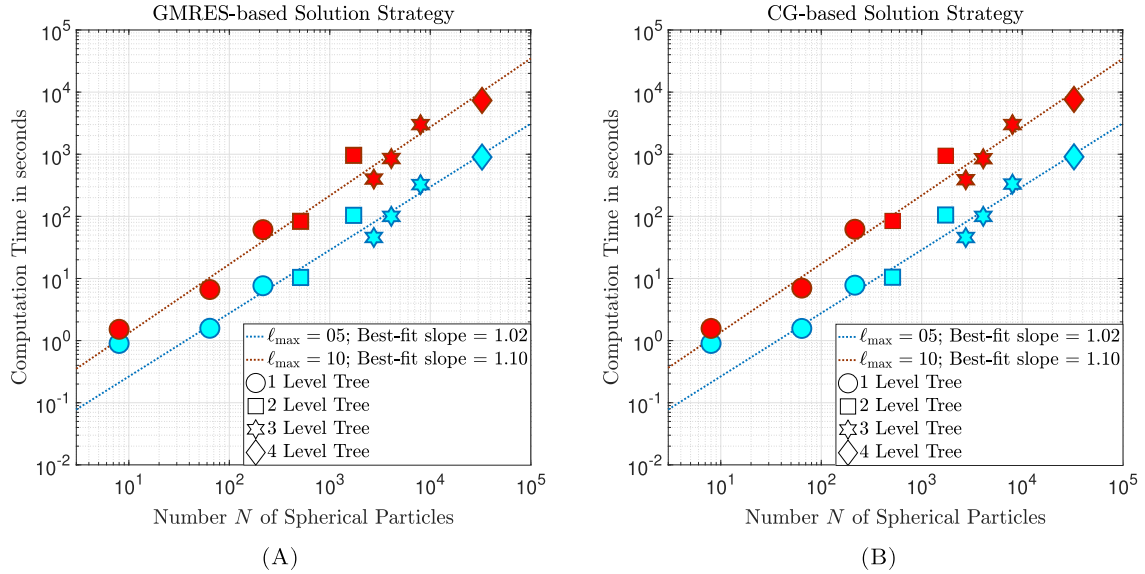 GMRES-based Solution Strategy
10^5
10^4
10^3
10^2
10^1
10^0
10^-1
10^-2
Computation Time in seconds
ℓmax = 05; Best-fit slope = 1.02
ℓmax = 10; Best-fit slope = 1.10
1 Level Tree
2 Level Tree
3 Level Tree
4 Level Tree
10^1 10^2 10^3 10^4 10^5
Number N of Spherical Particles
(A)
CG-based Solution Strategy
10^5
10^4
10^3
10^2
10^1
10^0
10^-1
10^-2
Computation Time in seconds
ℓmax = 05; Best-fit slope = 1.02
ℓmax = 10; Best-fit slope = 1.10
1 Level Tree
2 Level Tree
3 Level Tree
4 Level Tree
10^1 10^2 10^3 10^4 10^5
Number N of Spherical Particles
(B)